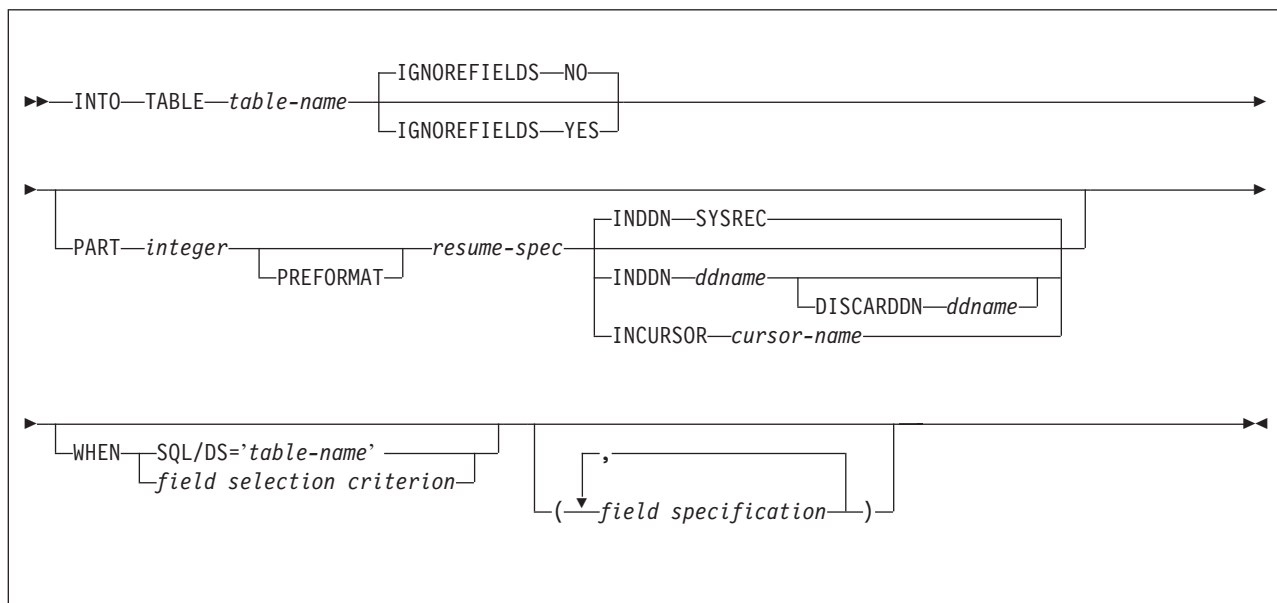 IGNOREFIELDS NO
INTO TABLE table-name
IGNOREFIELDS YES
INDDN SYSREC
PART integer resume-spec
PREFORMAT
INDDN ddname
DISCARDDN ddname
INCURSOR cursor-name
WHEN SQL/DS=’table-name’
field selection criterion
,
( field specification )